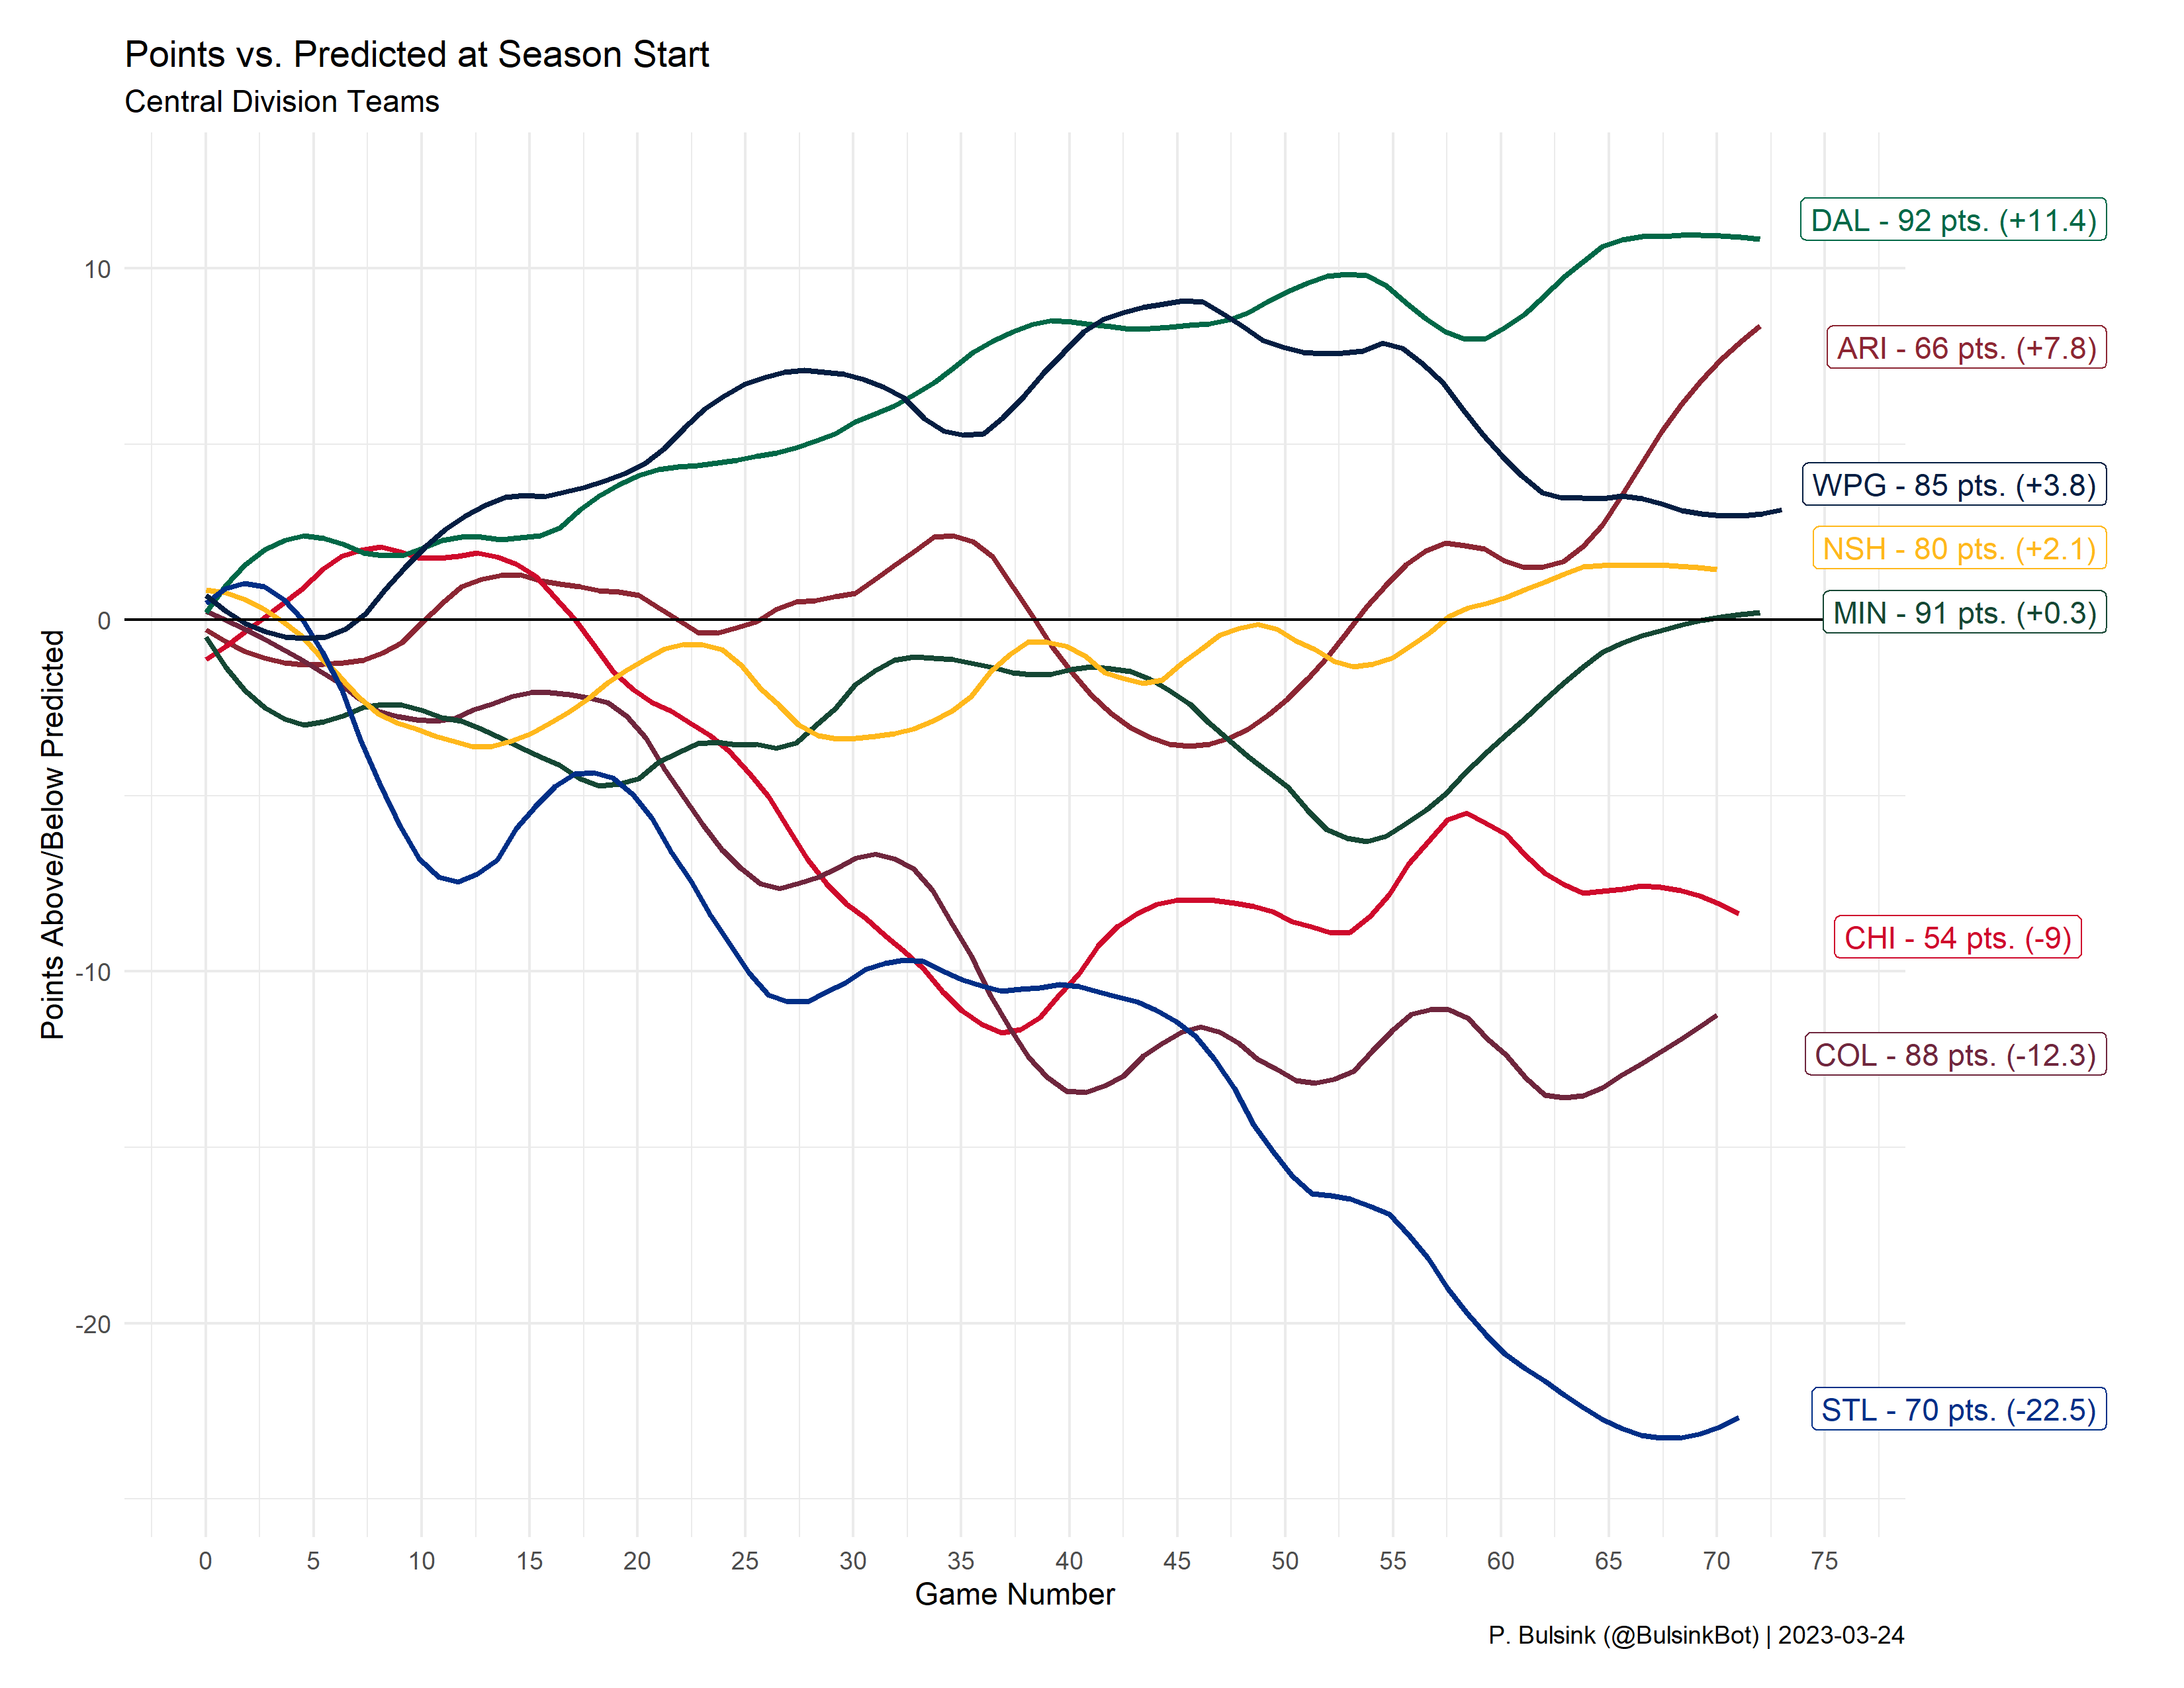 Points vs. Predicted at Season Start
Central Division Teams
Points Above/Below Predicted
10
0
-10
-20
DAL - 92 pts. (+11.4)
ARI - 66 pts. (+7.8)
WPG - 85 pts. (+3.8)
NSH - 80 pts. (+2.1)
MIN - 91 pts. (+0.3)
CHI - 54 pts. (-9)
COL - 88 pts. (-12.3)
STL - 70 pts. (-22.5)
0 5 10 15 20 25 30 35 40 45 50 55 60 65 70 75
Game Number
P. Bulsink (@BulsinkBot) | 2023-03-24